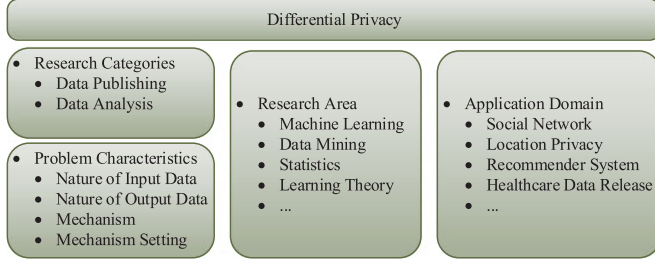 Differential Privacy
• Research Categories
• Data Publishing
• Data Analysis
• Problem Characteristics
• Nature of Input Data
• Nature of Output Data
• Mechanism
• Mechanism Setting
• Research Area
• Machine Learning
• Data Mining
• Statistics
• Learning Theory
• ...
• Application Domain
• Social Network
• Location Privacy
• Recommender System
• Healthcare Data Release
• ...